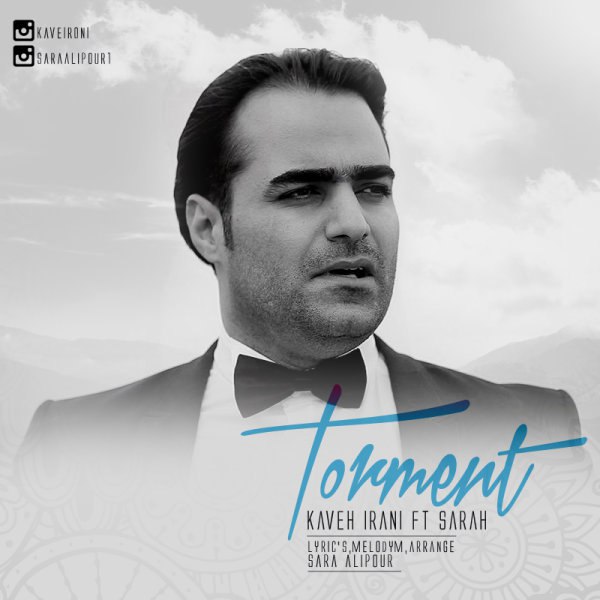 KAVEIRONI
SARAALIPOUR1
Torment
KAVEH IRANI FT SARAH
LYRIC'S,MELODYM,ARRANGE
SARA ALIPOUR